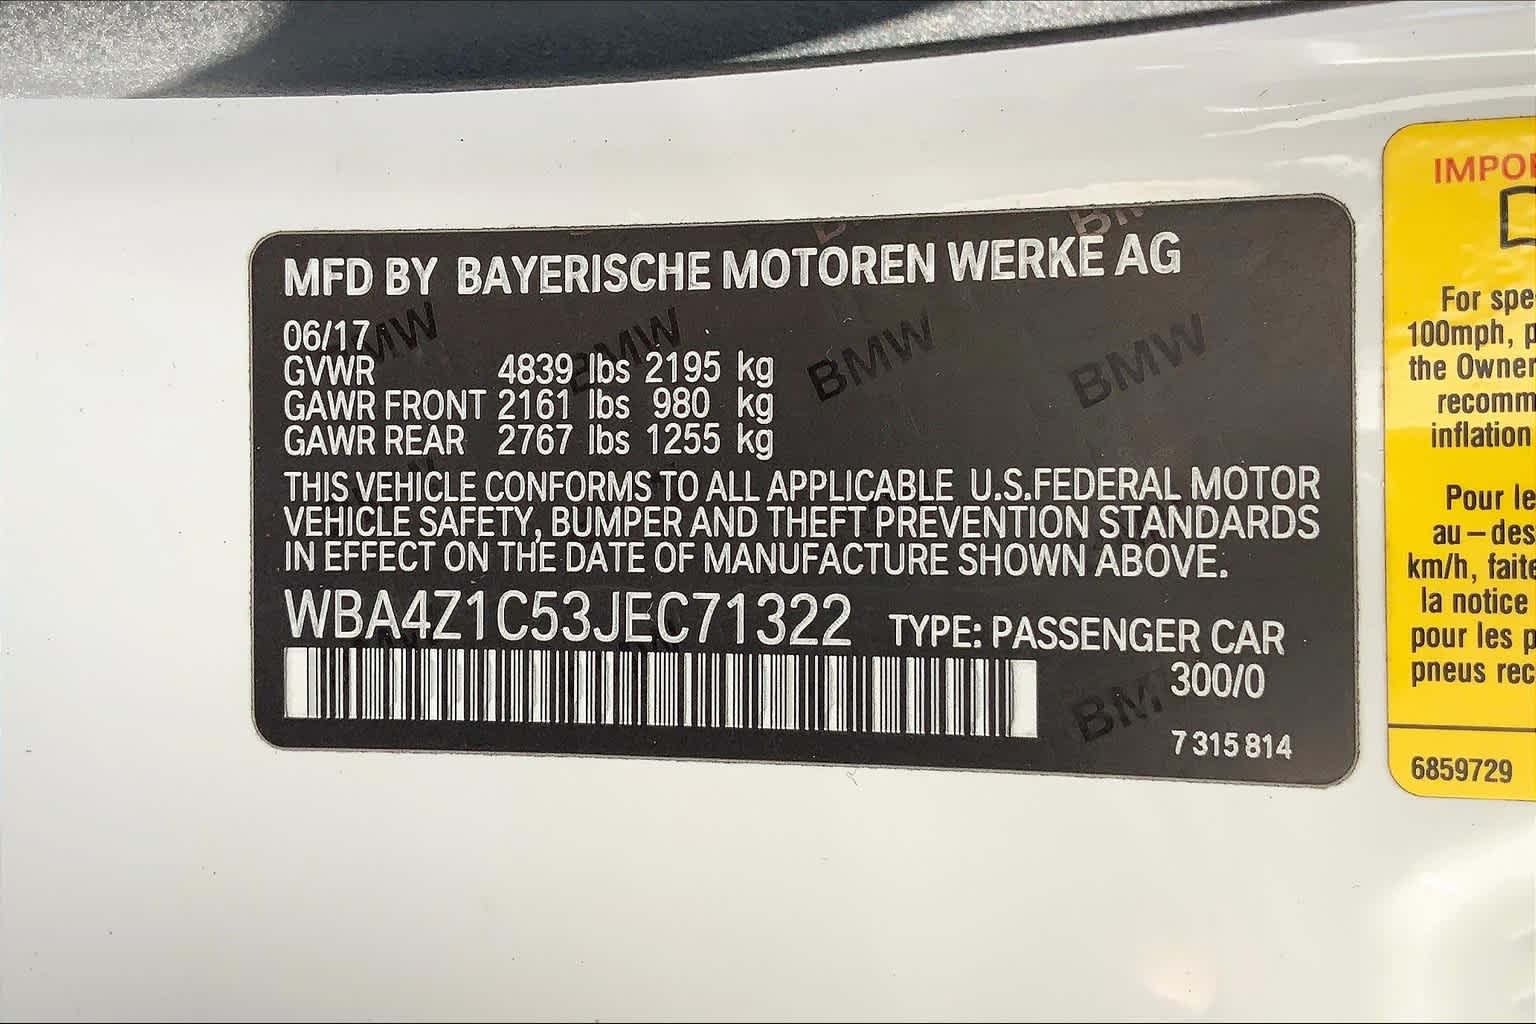 MFD BY BAYERISCHE MOTOREN WERKE AG
06/17
GVWR 4839 lbs 2195 kg
GAWR FRONT 2161 lbs 980 kg
GAWR REAR 2767 lbs 1255 kg
THIS VEHICLE CONFORMS TO ALL APPLICABLE U.S.FEDERAL MOTOR
VEHICLE SAFETY, BUMPER AND THEFT PREVENTION STANDARDS
IN EFFECT ON THE DATE OF MANUFACTURE SHOWN ABOVE.
WBA4Z1C53JEC71322 TYPE: PASSENGER CAR
300/0
7 315 814
BMW BMW BMW
BMW
IMPO
For spe
100mph, p
the Owner
recomm
inflation
Pour le
au – des
km/h, faite
la notice
pour les p
pneus rec
6859729